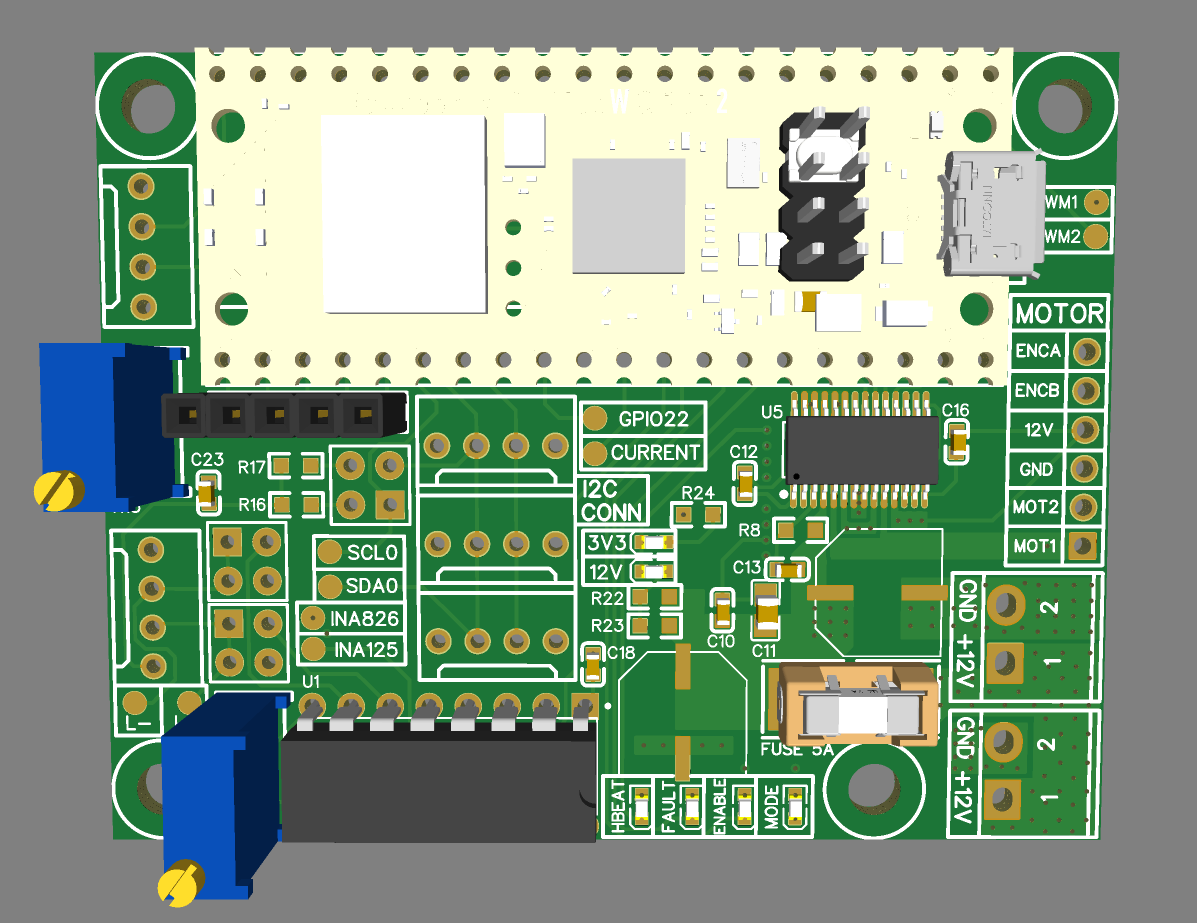 W 2
WM1
WM2
MOTOR
ENCA
ENCB
12V
GND
MOT2
MOT1
GPIO22
CURRENT
U5
C16
C12
I2C
CONN
R24
R8
3V3
12V
C13
R22
R23
C10
C11
C18
C23
R17
R16
SCL0
SDA0
INA826
INA125
U1
L-
FUSE 5A
HBEAT
FAULT
ENABLE
MODE
GND +12V
2
1
GND +12V
2
1